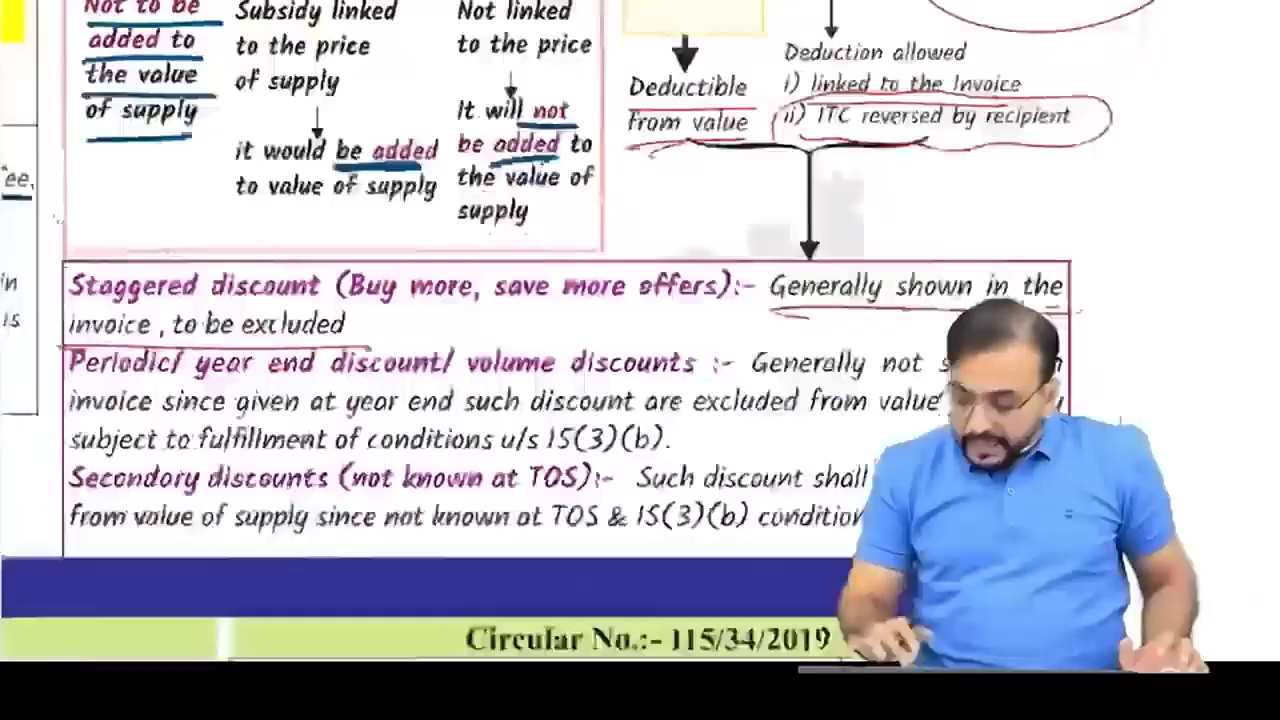 Not to be
added to
the value
of supply
Subsidy linked
to the price
of supply
it would be added
to value of supply
Not linked
to the price
It will not
be added to
the value of
supply
Deductible
from value
Deduction allowed
i) linked to the Invoice
ii) ITC reversed by recipient
ee,
in
is
Staggered discount (Buy more, save more offers):- Generally shown in the
invoice, to be excluded
Periodic/ year end discount/ volume discounts :- Generally not
invoice since given at year end such discount are excluded from value
subject to fulfillment of conditions u/s 15(3)(b).
Secondary discounts (not known at TOS):- Such discount shall
from value of supply since not known at TOS & 15(3)(b) condition
Circular No.:- 115/34/2019